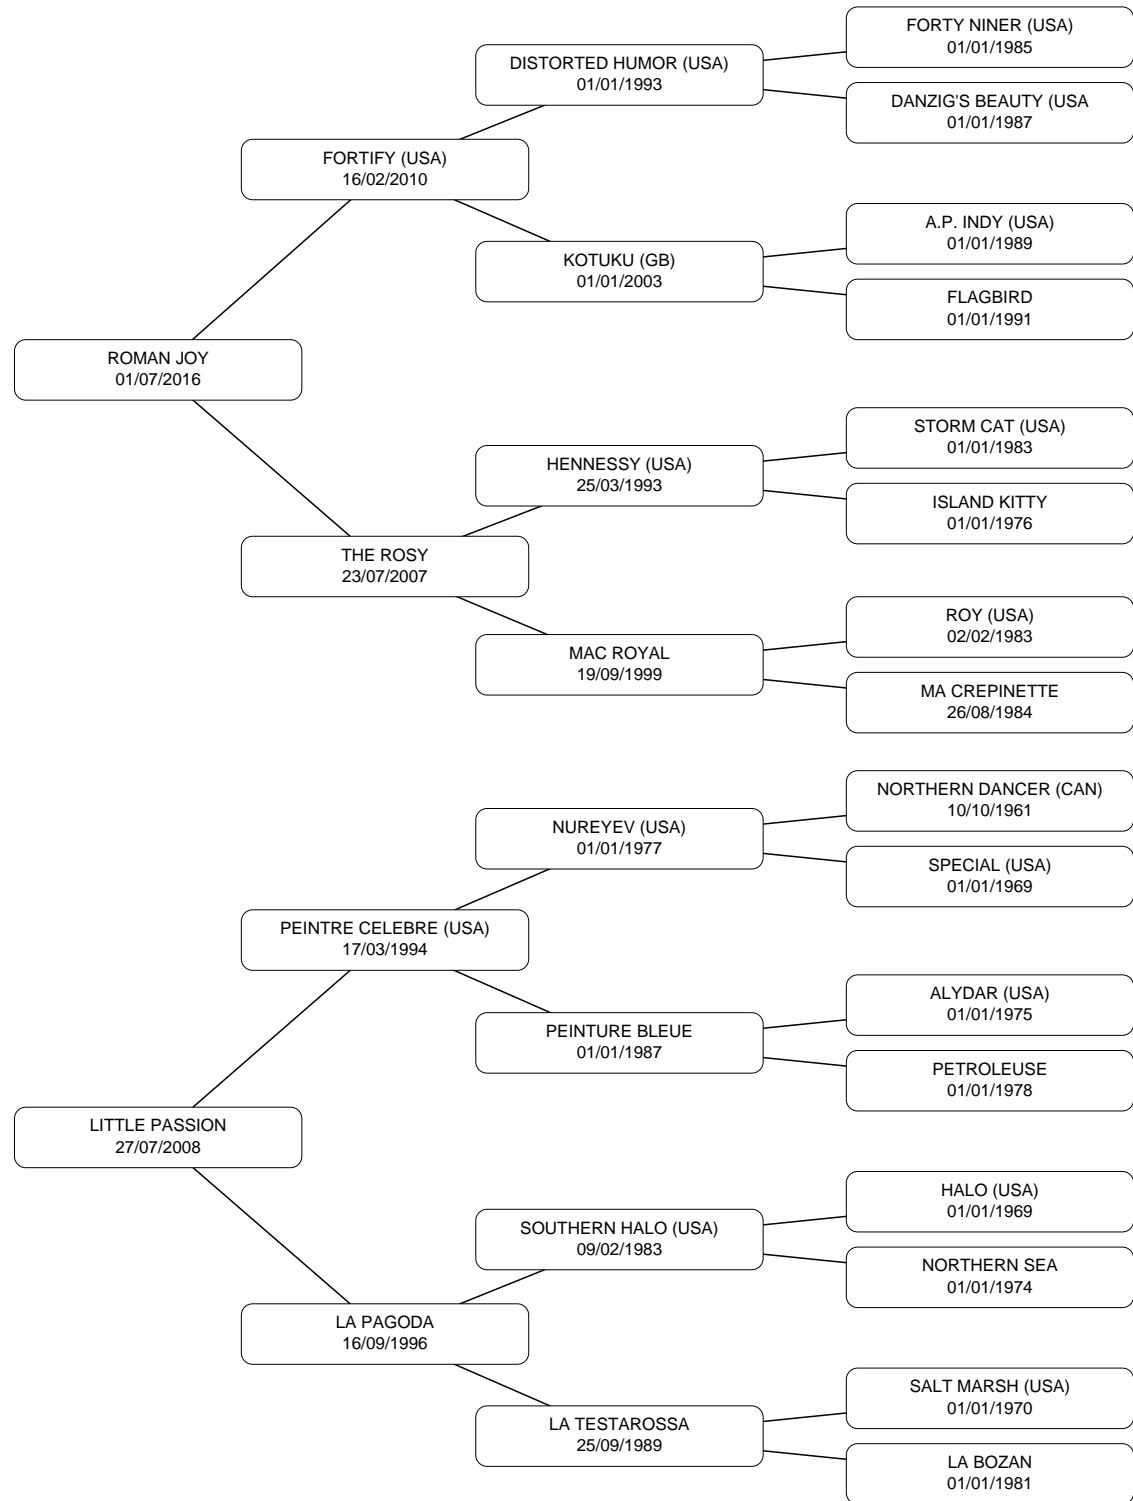 FORTY NINER (USA)
01/01/1985
DISTORTED HUMOR (USA)
01/01/1993
DANZIG'S BEAUTY (USA
01/01/1987
FORTIFY (USA)
16/02/2010
A.P. INDY (USA)
01/01/1989
KOTUKU (GB)
01/01/2003
FLAGBIRD
01/01/1991
ROMAN JOY
01/07/2016
STORM CAT (USA)
01/01/1983
HENNESSY (USA)
25/03/1993
ISLAND KITTY
01/01/1976
THE ROSY
23/07/2007
ROY (USA)
02/02/1983
MAC ROYAL
19/09/1999
MA CREPINETTE
26/08/1984
NORTHERN DANCER (CAN)
10/10/1961
NUREYEV (USA)
01/01/1977
SPECIAL (USA)
01/01/1969
PEINTRE CELEBRE (USA)
17/03/1994
ALYDAR (USA)
01/01/1975
PEINTURE BLEUE
01/01/1987
PETROLEUSE
01/01/1978
LITTLE PASSION
27/07/2008
HALO (USA)
01/01/1969
SOUTHERN HALO (USA)
09/02/1983
NORTHERN SEA
01/01/1974
LA PAGODA
16/09/1996
SALT MARSH (USA)
01/01/1970
LA TESTAROSSA
25/09/1989
LA BOZAN
01/01/1981